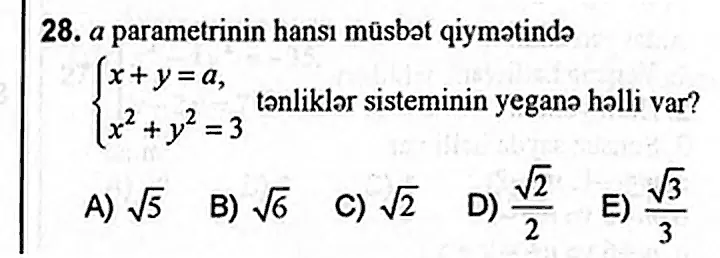 28. a parametrinin hansı müsbət qiymətində
{x + y = a,
x² + y² = 3 tənliklər sisteminin yeganə həlli var?
A) √5 B) √6 C) √2 D) √2/2 E) √3/3